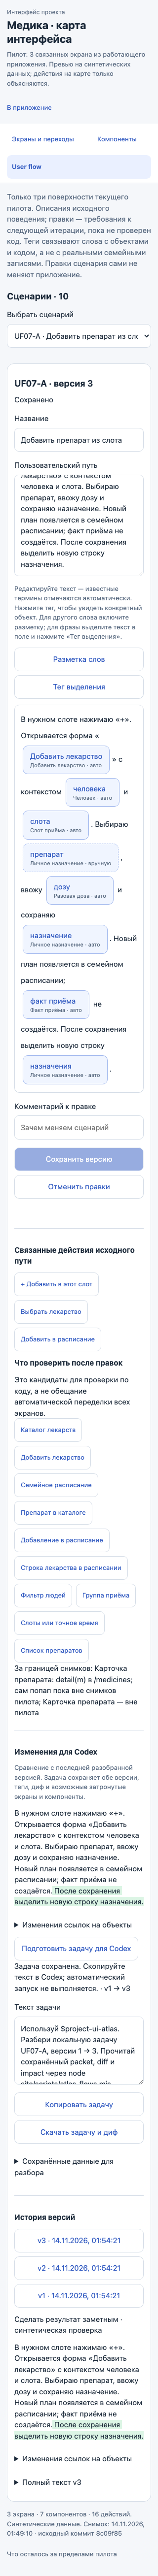 Интерфейс проекта
Медика · карта
интерфейса
Пилот: 3 связанных экрана из работающего
приложения. Превью на синтетических
данных; действия на карте только
объясняются.
В приложение
Экраны и переходы
Компоненты
User flow
Только три поверхности текущего
пилота. Описания исходного
поведения; правки — требования к
следующей итерации, пока не проверен
код. Теги связывают слова с объектами
и кодом, а не с реальными семейными
записями. Правки сценария сами не
меняют приложение.
Сценарии · 10
Выбрать сценарий
UF07-A · Добавить препарат из сло
UF07-A · версия 3
Сохранено
Название
Добавить препарат из слота
Пользовательский путь
лекарство» с контекстом
человека и слота. Выбираю
препарат, ввожу дозу и
сохраняю назначение. Новый
план появляется в семейном
расписании; факт приёма не
создаётся. После сохранения
выделить новую строку
назначения.
Редактируйте текст — известные
термины отмечаются автоматически.
Нажмите тег, чтобы увидеть конкретный
объект. Для другого слова включите
разметку; для фразы выделите текст в
поле и нажмите «Тег выделения».
Разметка слов
Тег выделения
В нужном слоте нажимаю «+».
Открывается форма «
Добавить лекарство
Добавить лекарство · авто
» с
контекстом
человека
Человек · авто
и
слота
Слот приёма · авто
. Выбираю
препарат
Личное назначение · вручную
,
ввожу
дозу
Разовая доза · авто
и
сохраняю
назначение
Личное назначение · авто
. Новый
план появляется в семейном
расписании;
факт приёма
Факт приёма · авто
не
создаётся. После сохранения
выделить новую строку
назначения
Личное назначение · авто
.
Комментарий к правке
Зачем меняем сценарий
Сохранить версию
Отменить правки
Связанные действия исходного
пути
+ Добавить в этот слот
Выбрать лекарство
Добавить в расписание
Что проверить после правок
Это кандидаты для проверки по
коду, а не обещание
автоматической переделки всех
экранов.
Каталог лекарств
Добавить лекарство
Семейное расписание
Препарат в каталоге
Добавление в расписание
Строка лекарства в расписании
Фильтр людей
Группа приёма
Слоты или точное время
Список препаратов
За границей снимков: Карточка
препарата: detail(m) в /medicines;
сам попап пока вне снимков
пилота; Карточка препарата — вне
пилота
Изменения для Codex
Сравнение с последней разобранной
версией. Задача сохраняет обе версии,
теги, диф и возможные затронутые
экраны и компоненты.
В нужном слоте нажимаю «+».
Открывается форма «Добавить
лекарство» с контекстом человека
и слота. Выбираю препарат, ввожу
дозу и сохраняю назначение.
Новый план появляется в семейном
расписании; факт приёма не
создаётся. После сохранения
выделить новую строку назначения.
▶ Изменения ссылок на объекты
Подготовить задачу для Codex
Задача сохранена. Скопируйте
текст в Codex; автоматический
запуск не выполняется. · v1 → v3
Текст задачи
Используй $project-ui-atlas.
Разбери локальную задачу
UF07-A, версии 1 → 3. Прочитай
сохранённый packet, diff и
impact через node
Копировать задачу
Скачать задачу и диф
▶ Сохранённые данные для
разбора
История версий
v3 · 14.11.2026, 01:54:21
v2 · 14.11.2026, 01:54:21
v1 · 14.11.2026, 01:54:21
Сделать результат заметным ·
синтетическая проверка
В нужном слоте нажимаю «+».
Открывается форма «Добавить
лекарство» с контекстом человека
и слота. Выбираю препарат, ввожу
дозу и сохраняю назначение.
Новый план появляется в семейном
расписании; факт приёма не
создаётся. После сохранения
выделить новую строку назначения.
▶ Изменения ссылок на объекты
▶ Полный текст v3
3 экрана · 7 компонентов · 16 действий.
Синтетические данные. Снимок: 14.11.2026,
01:49:10 · исходный коммит 8c09f85
Что осталось за пределами пилота